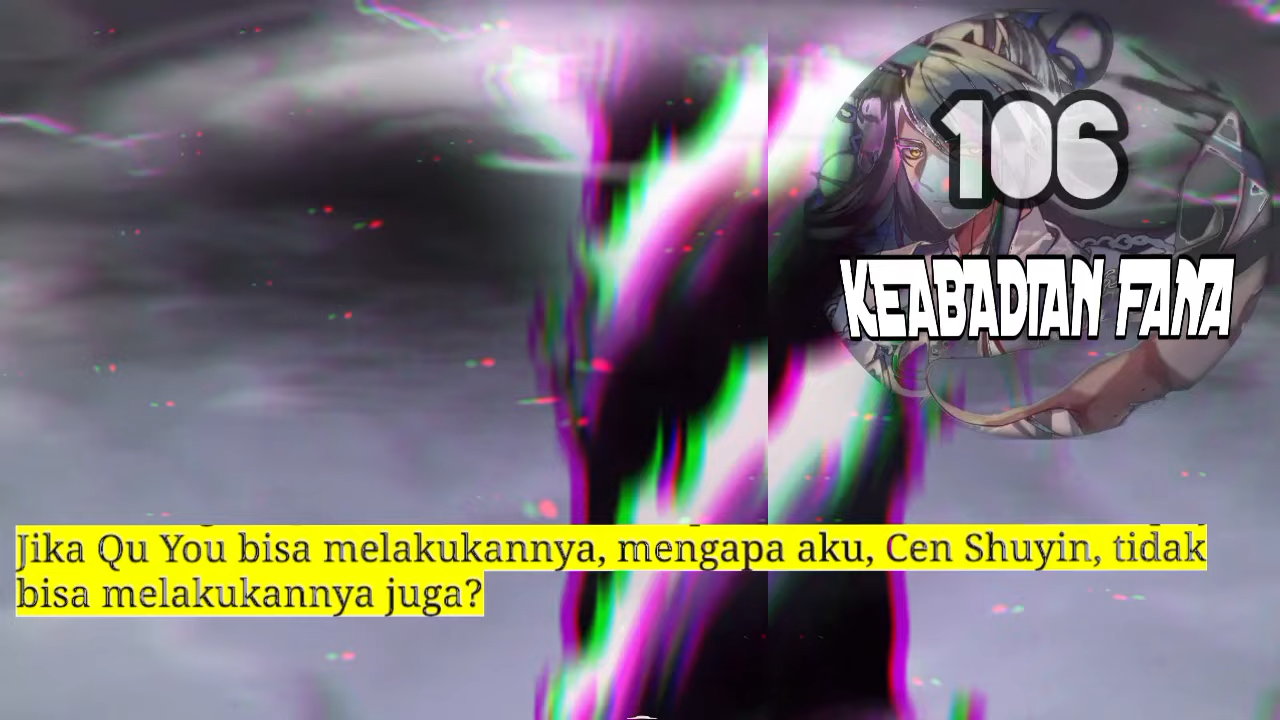 106
KEABADIAN FANA
Jika Qu You bisa melakukannya, mengapa aku, Cen Shuyin, tidak
bisa melakukannya juga?